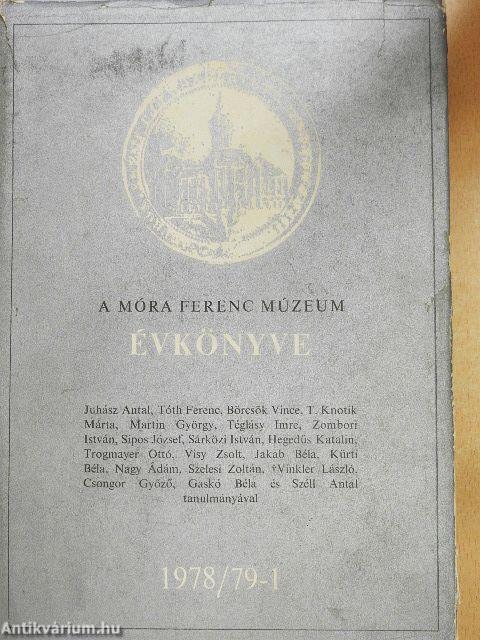 A MÓRA FERENC MÚZEUM
ÉVKÖNYVE
Juhász Antal, Tóth Ferenc, Börcsök Vince, T. Knotik
Márta, Martin György, Téglásy Imre, Zombori
István, Sipos József, Sárközi István, Hegedüs Katalin,
Trogmayer Ottó, Visy Zsolt, Jakab Béla, Kürti
Béla, Nagy Ádám, Szelesi Zoltán, †Vinkler László,
Csongor Győző, Gaskó Béla és Széll Antal
tanulmányával
1978/79-1
Antikvárium.hu